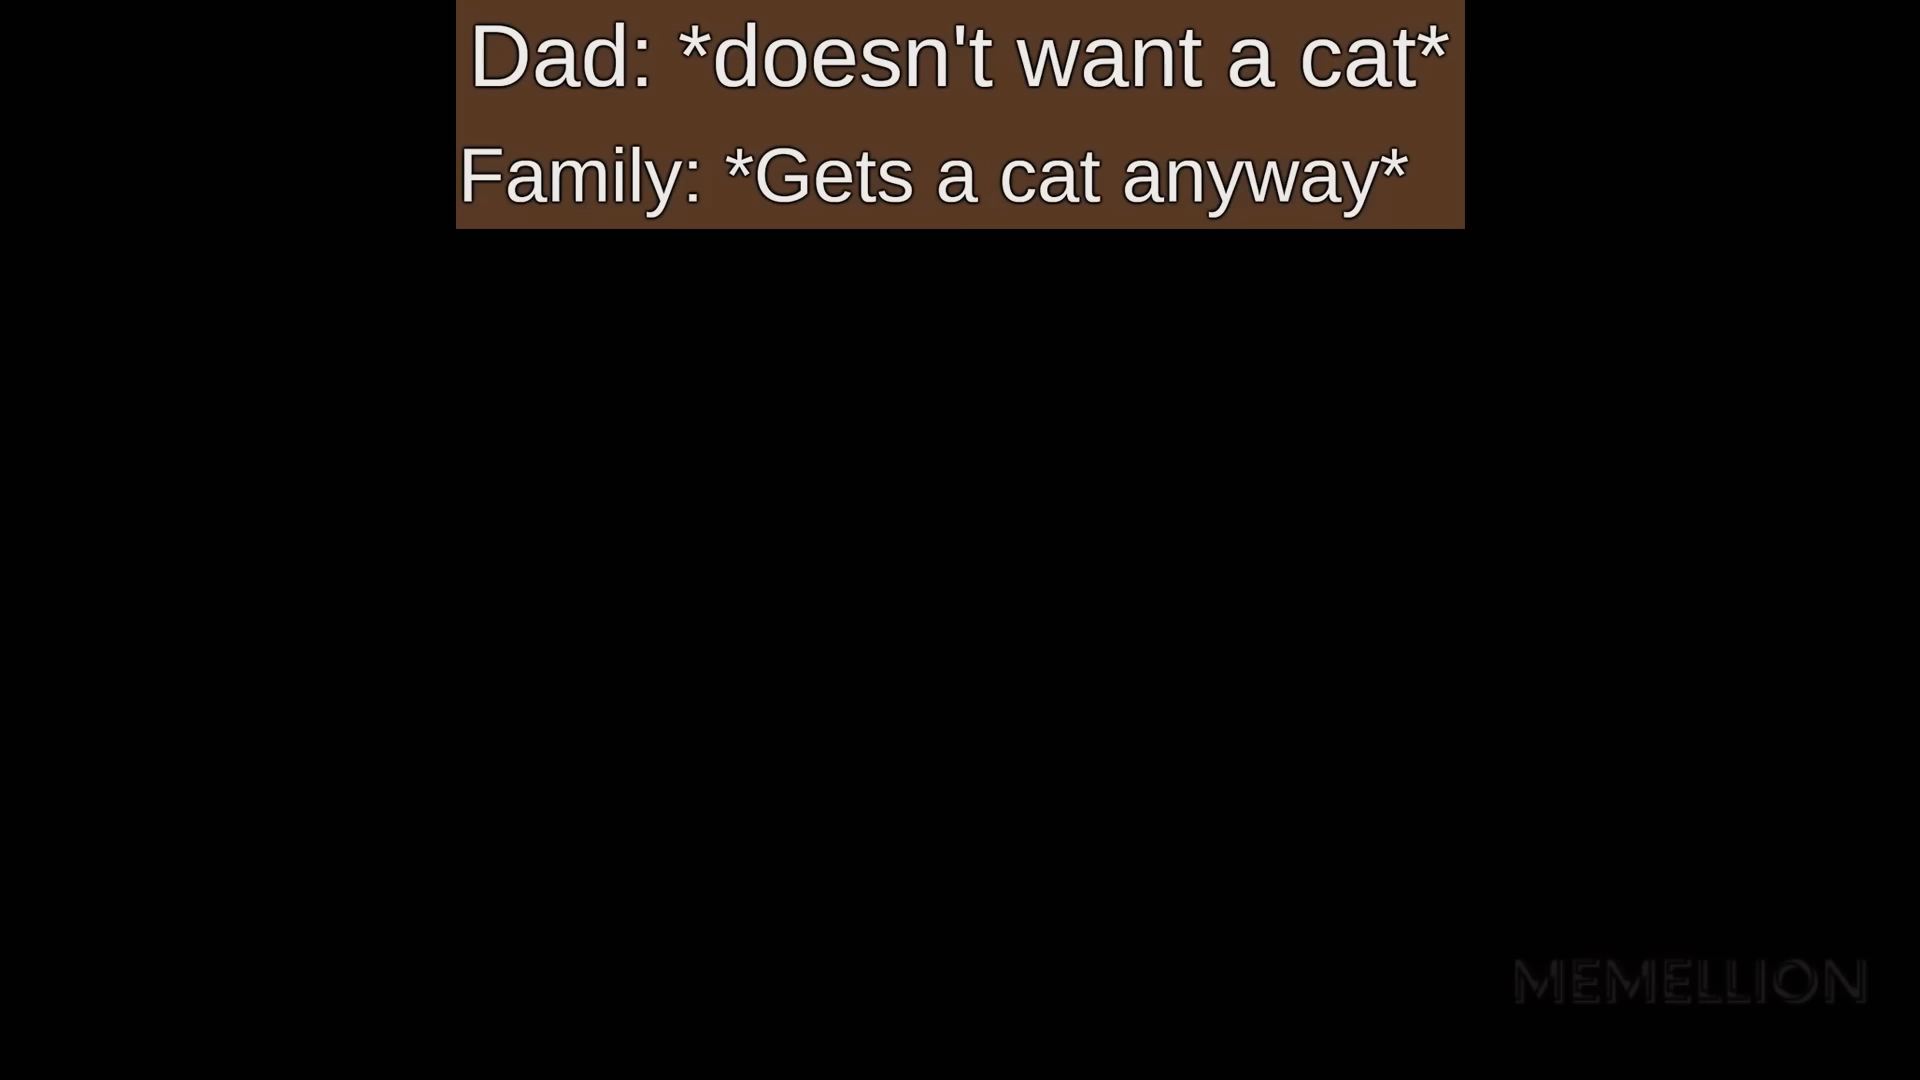 Dad: *doesn't want a cat*
Family: *Gets a cat anyway*
MEMELLION